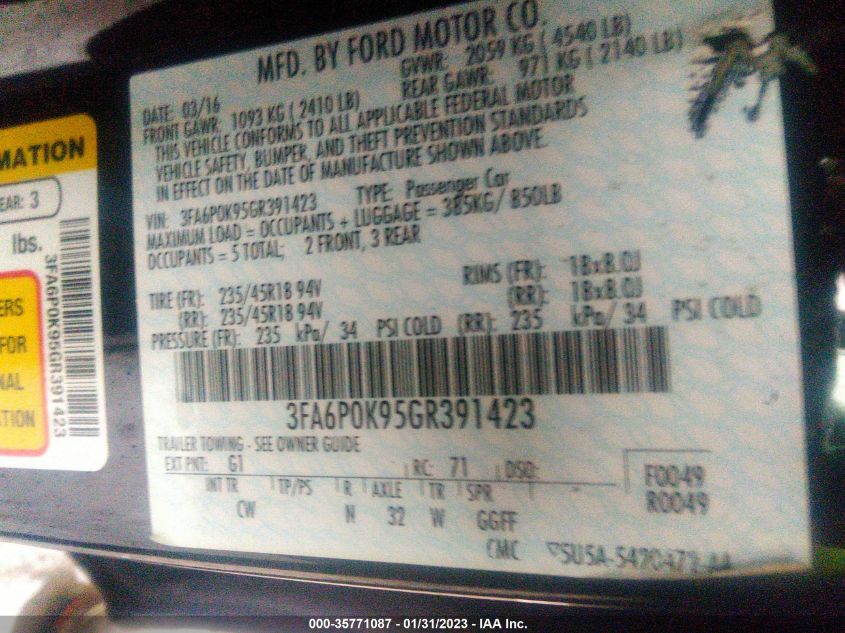 MFD. BY FORD MOTOR CO.
DATE: 03/16 GVWR: 2059 KG ( 4540 LB)
FRONT GAWR: 1093 KG ( 2410 LB) REAR GAWR: 971 KG ( 2140 LB)
THIS VEHICLE CONFORMS TO ALL APPLICABLE FEDERAL MOTOR
VEHICLE SAFETY, BUMPER, AND THEFT PREVENTION STANDARDS
IN EFFECT ON THE DATE OF MANUFACTURE SHOWN ABOVE.
VIN: 3FA6P0K95GR391423 TYPE: Passenger Car
MAXIMUM LOAD = OCCUPANTS + LUGGAGE = 385KG/ 850LB
OCCUPANTS = 5 TOTAL; 2 FRONT, 3 REAR
TIRE (FR): 235/45R18 94V RIMS (FR): 18x8.0J
(RR): 235/45R18 94V (RR): 18x8.0J
PRESSURE (FR): 235 kPa/ 34 PSI COLD (RR): 235 kPa/ 34 PSI COLD
3FA6P0K95GR391423
TRAILER TOWING - SEE OWNER GUIDE
EXT PNT: G1 RC: 71 DSO:
F0049
R0049
INT TR TP/PS R AXLE TR SPR
CW N 32 W GGFF
CMC
MATION
EAR: 3
lbs.
3FA6P0K95GR391423
ERS
FOR
NAL
TION
000-35771087 - 01/31/2023 - IAA Inc.